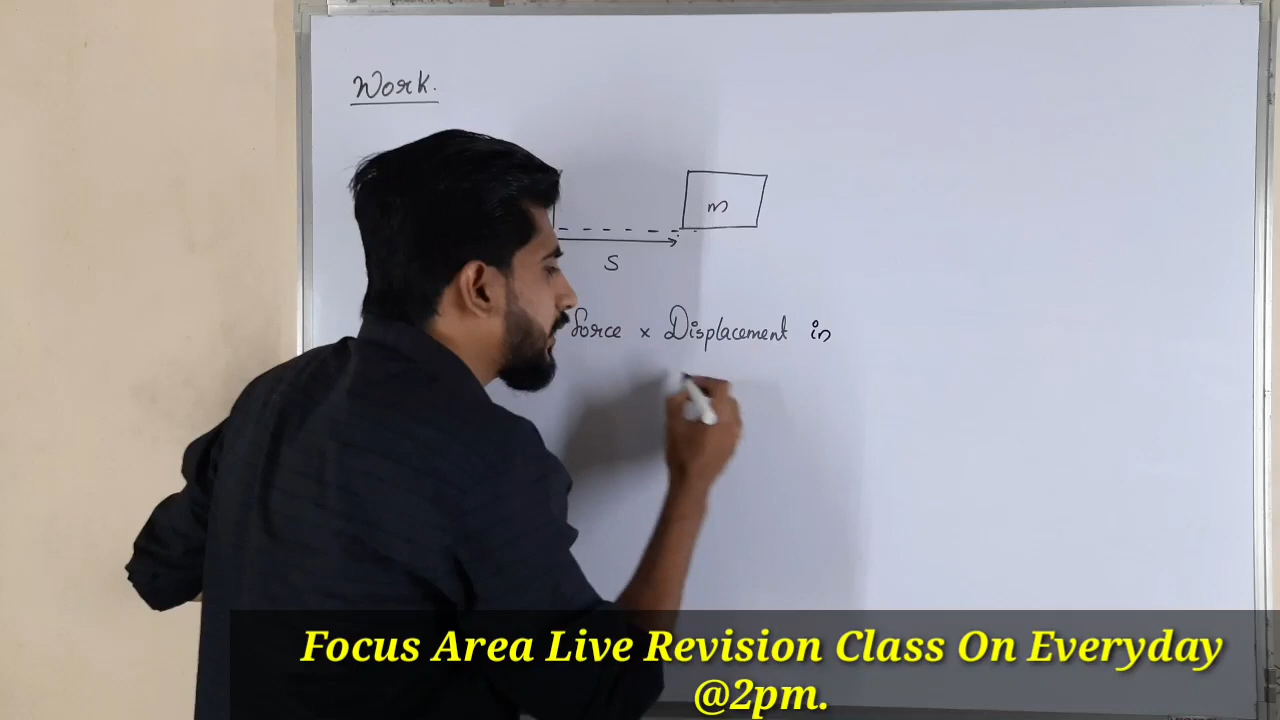 Work.
m
S
force × Displacement in
Focus Area Live Revision Class On Everyday
@2pm.